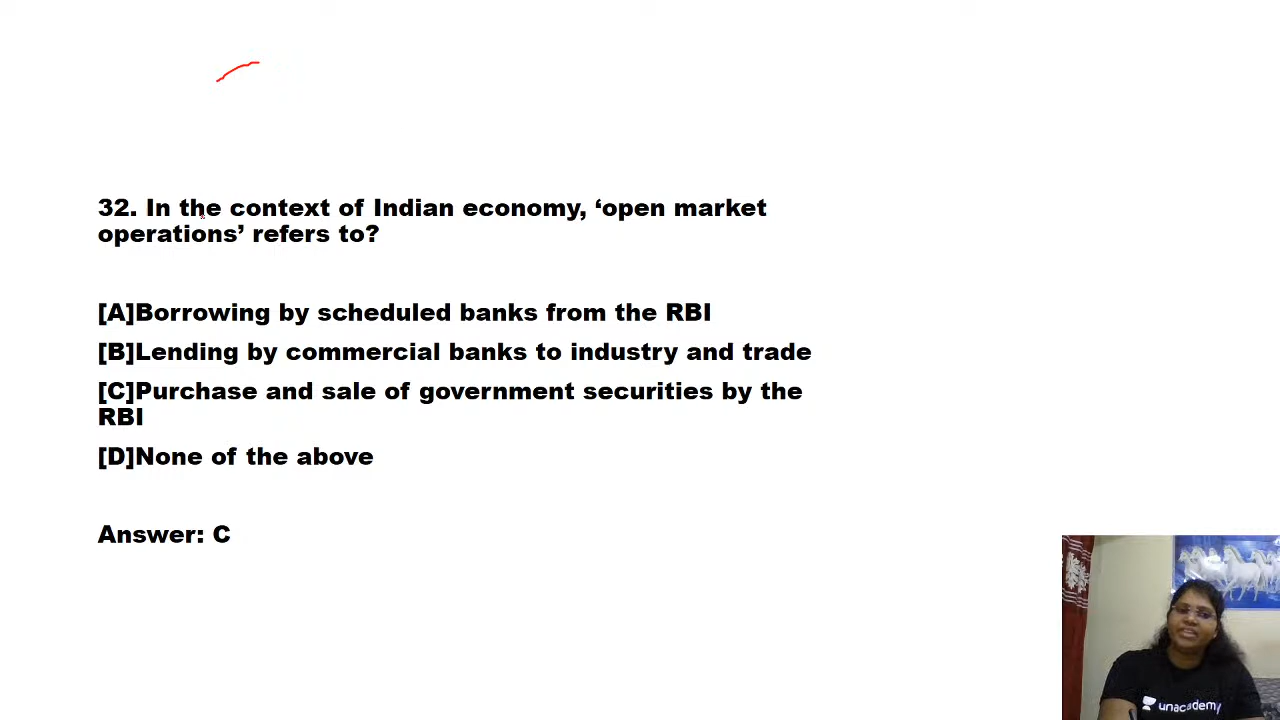 32. In the context of Indian economy, ‘open market
operations’ refers to?
[A]Borrowing by scheduled banks from the RBI
[B]Lending by commercial banks to industry and trade
[C]Purchase and sale of government securities by the
RBI
[D]None of the above
Answer: C
unacademy